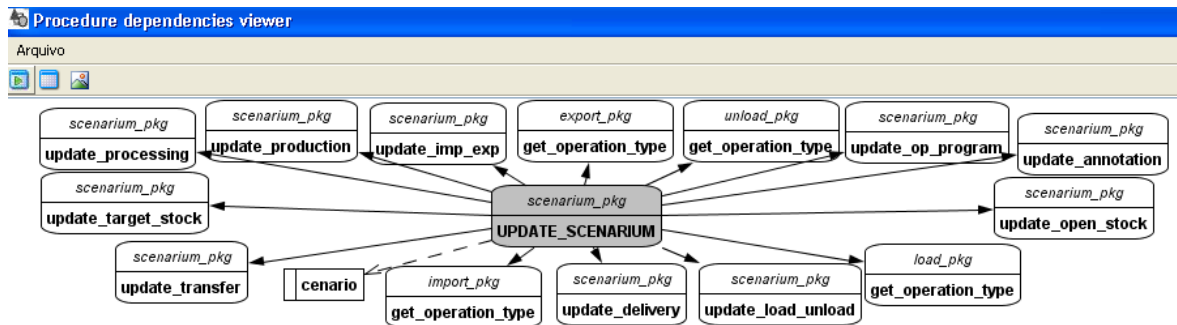 Procedure dependencies viewer
Arquivo
scenarium_pkg
update_processing
scenarium_pkg
update_production
scenarium_pkg
update_imp_exp
export_pkg
get_operation_type
unload_pkg
get_operation_type
scenarium_pkg
update_op_program
scenarium_pkg
update_annotation
scenarium_pkg
update_target_stock
scenarium_pkg
UPDATE_SCENARIUM
scenarium_pkg
update_open_stock
scenarium_pkg
update_transfer
cenario
import_pkg
get_operation_type
scenarium_pkg
update_delivery
scenarium_pkg
update_load_unload
load_pkg
get_operation_type